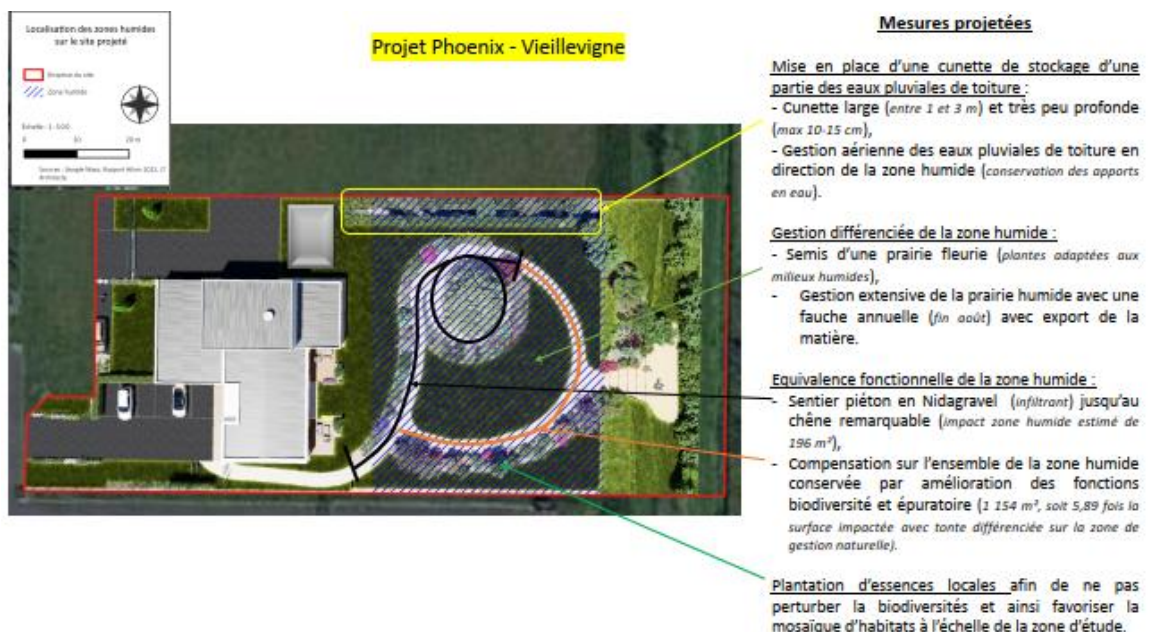 Localisation des zones humides
sur le site projeté
Emprise du site
Zone humide
0 10 20 m
Projet Phoenix - Vieillevigne
Mesures projetées
Mise en place d'une cunette de stockage d'une
partie des eaux pluviales de toiture :
- Cunette large (entre 1 et 3 m) et très peu profonde
(max 10-15 cm),
- Gestion aérienne des eaux pluviales de toiture en
direction de la zone humide (conservation des apports
en eau).
Gestion différenciée de la zone humide :
- Semis d'une prairie fleurie (plantes adaptées aux
milieux humides),
- Gestion extensive de la prairie humide avec une
fauche annuelle (fin août) avec export de la
matière.
Equivalence fonctionnelle de la zone humide :
- Sentier piéton en Nidagravel (infiltrant) jusqu'au
chêne remarquable (impact zone humide estimé de
196 m²),
- Compensation sur l'ensemble de la zone humide
conservée par amélioration des fonctions
biodiversité et épuratoire (1 154 m², soit 5,89 fois la
surface impactée avec tonte différenciée sur la zone de
gestion naturelle).
Plantation d'essences locales afin de ne pas
perturber la biodiversités et ainsi favoriser la
mosaïque d'habitats à l'échelle de la zone d'étude.